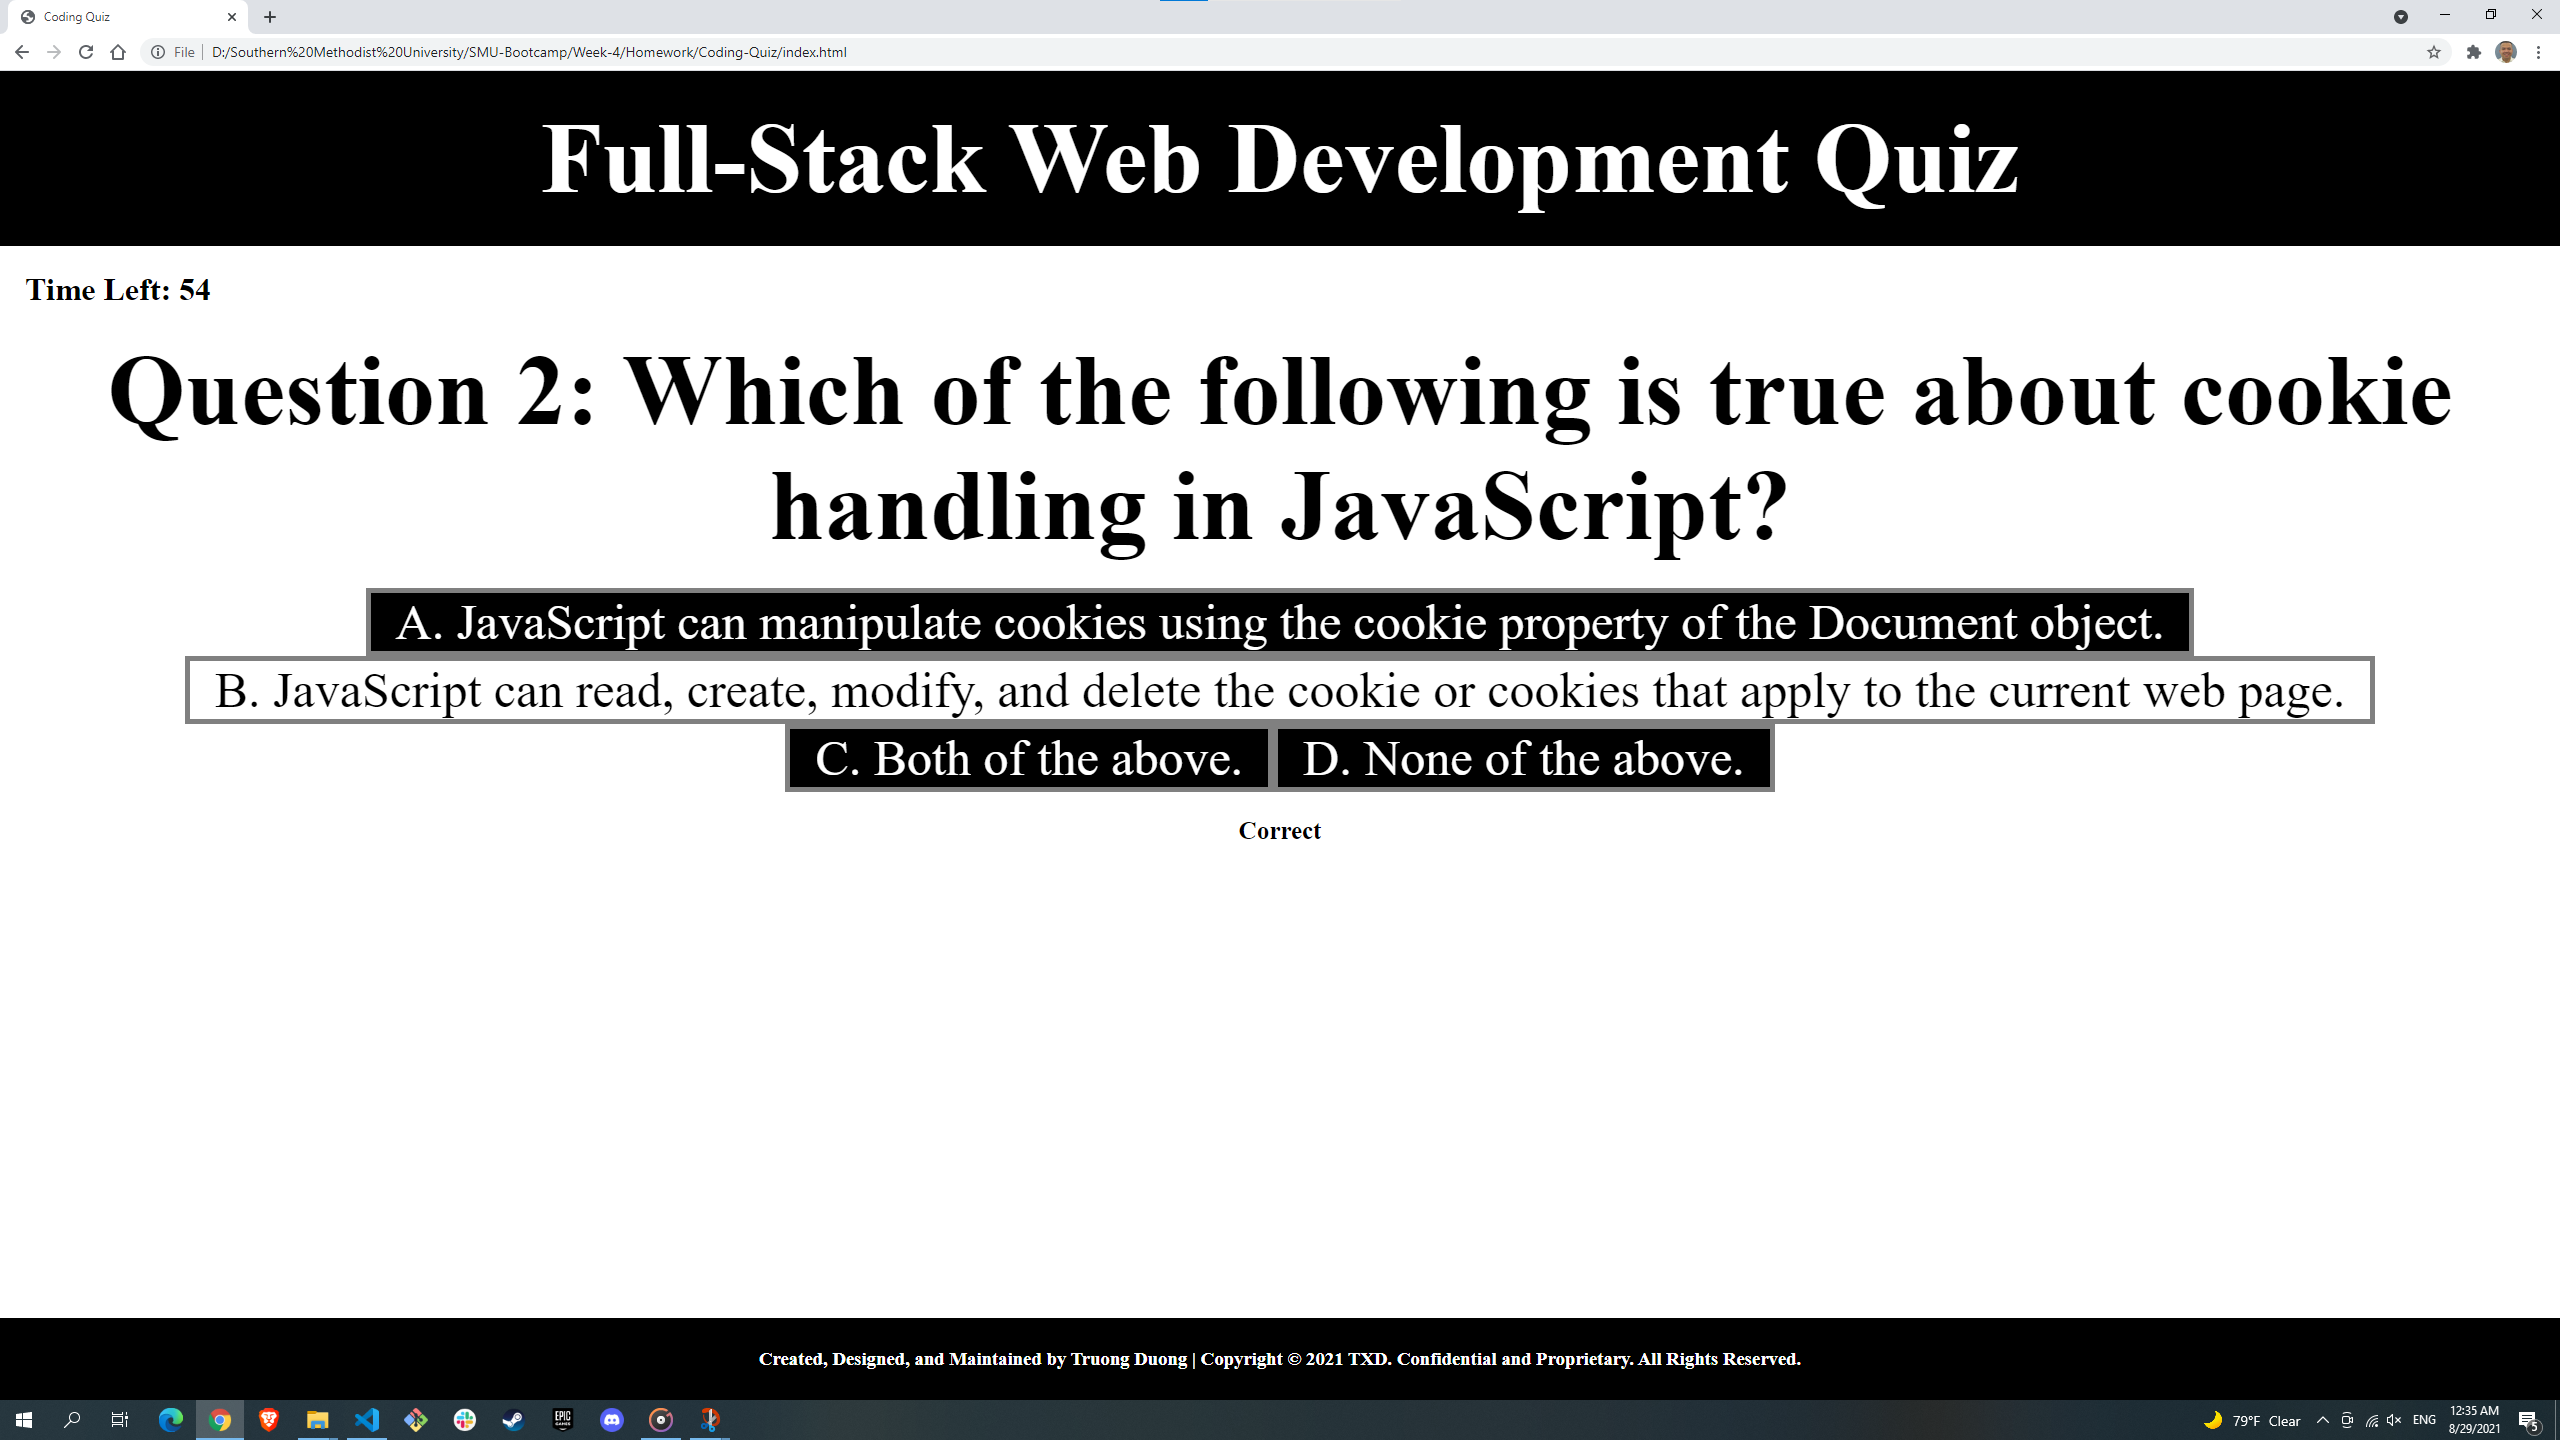 Coding Quiz
File
D:/Southern%20Methodist%20University/SMU-Bootcamp/Week-4/Homework/Coding-Quiz/index.html
Full-Stack Web Development Quiz
Time Left: 54
Question 2: Which of the following is true about cookie
handling in JavaScript?
A. JavaScript can manipulate cookies using the cookie property of the Document object.
B. JavaScript can read, create, modify, and delete the cookie or cookies that apply to the current web page.
C. Both of the above. D. None of the above.
Correct
Created, Designed, and Maintained by Truong Duong | Copyright © 2021 TXD. Confidential and Proprietary. All Rights Reserved.
EPIC
GAMES
79°F Clear
ENG
12:35 AM
8/29/2021
5